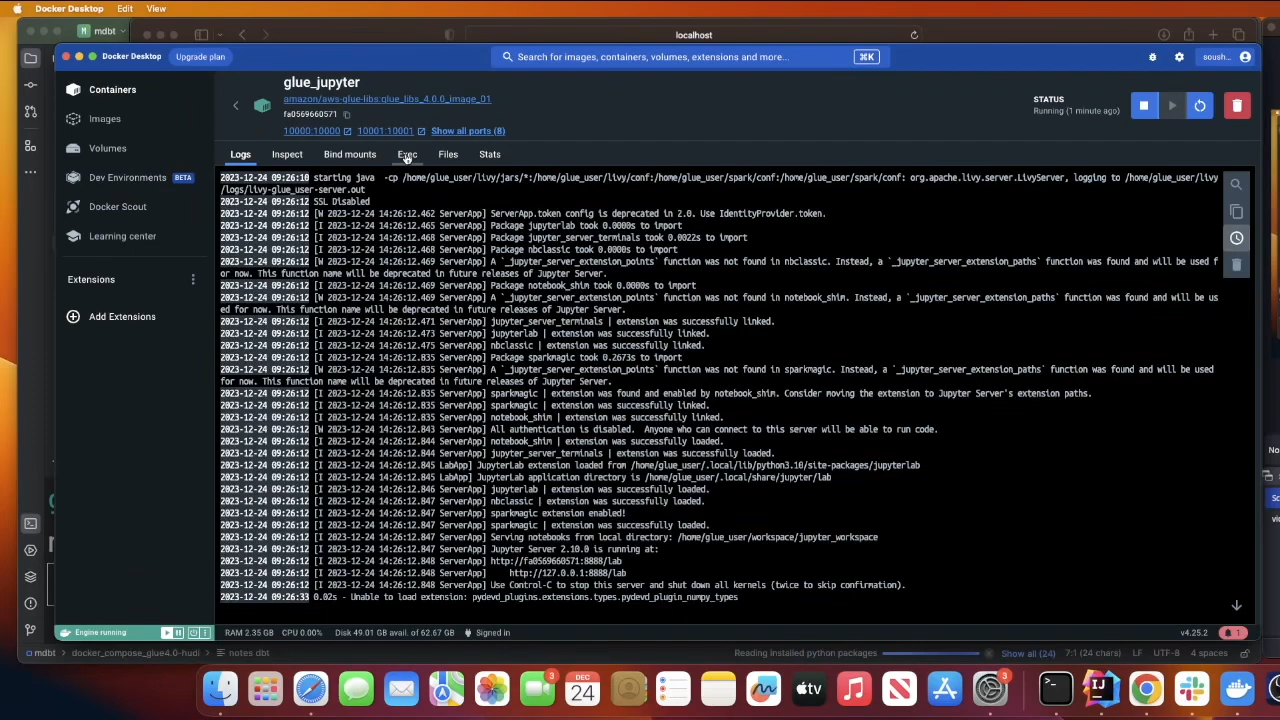 Docker Desktop Edit View
mdbt
localhost
Docker Desktop Upgrade plan
Search for images, containers, volumes, extensions and more... ⌘K
soush...
Containers
Images
Volumes
Dev Environments BETA
Docker Scout
Learning center
Extensions
Add Extensions
glue_jupyter
amazon/aws-glue-libs:glue_libs_4.0.0_image_01
fa0569660571
10000:10000 10001:10001 Show all ports (8)
STATUS
Running (1 minute ago)
Logs Inspect Bind mounts Exec Files Stats
2023-12-24 09:26:10 starting java -cp /home/glue_user/livy/jars/*:/home/glue_user/livy/conf:/home/glue_user/spark/conf:/home/glue_user/spark/conf: org.apache.livy.server.LivyServer, logging to /home/glue_user/livy
/logs/livy-glue_user-server.out
2023-12-24 09:26:12 SSL Disabled
2023-12-24 09:26:12 [W 2023-12-24 14:26:12.462 ServerApp] ServerApp.token config is deprecated in 2.0. Use IdentityProvider.token.
2023-12-24 09:26:12 [I 2023-12-24 14:26:12.465 ServerApp] Package jupyterlab took 0.0000s to import
2023-12-24 09:26:12 [I 2023-12-24 14:26:12.468 ServerApp] Package jupyter_server_terminals took 0.0022s to import
2023-12-24 09:26:12 [I 2023-12-24 14:26:12.468 ServerApp] Package nbclassic took 0.0000s to import
2023-12-24 09:26:12 [W 2023-12-24 14:26:12.469 ServerApp] A `_jupyter_server_extension_points` function was not found in nbclassic. Instead, a `_jupyter_server_extension_paths` function was found and will be used f
or now. This function name will be deprecated in future releases of Jupyter Server.
2023-12-24 09:26:12 [I 2023-12-24 14:26:12.469 ServerApp] Package notebook_shim took 0.0000s to import
2023-12-24 09:26:12 [W 2023-12-24 14:26:12.469 ServerApp] A `_jupyter_server_extension_points` function was not found in notebook_shim. Instead, a `_jupyter_server_extension_paths` function was found and will be us
ed for now. This function name will be deprecated in future releases of Jupyter Server.
2023-12-24 09:26:12 [I 2023-12-24 14:26:12.471 ServerApp] jupyter_server_terminals | extension was successfully linked.
2023-12-24 09:26:12 [I 2023-12-24 14:26:12.473 ServerApp] jupyterlab | extension was successfully linked.
2023-12-24 09:26:12 [I 2023-12-24 14:26:12.475 ServerApp] nbclassic | extension was successfully linked.
2023-12-24 09:26:12 [I 2023-12-24 14:26:12.835 ServerApp] Package sparkmagic took 0.2673s to import
2023-12-24 09:26:12 [W 2023-12-24 14:26:12.835 ServerApp] A `_jupyter_server_extension_points` function was not found in sparkmagic. Instead, a `_jupyter_server_extension_paths` function was found and will be used
for now. This function name will be deprecated in future releases of Jupyter Server.
2023-12-24 09:26:12 [I 2023-12-24 14:26:12.835 ServerApp] sparkmagic | extension was found and enabled by notebook_shim. Consider moving the extension to Jupyter Server's extension paths.
2023-12-24 09:26:12 [I 2023-12-24 14:26:12.835 ServerApp] sparkmagic | extension was successfully linked.
2023-12-24 09:26:12 [I 2023-12-24 14:26:12.835 ServerApp] notebook_shim | extension was successfully linked.
2023-12-24 09:26:12 [W 2023-12-24 14:26:12.843 ServerApp] All authentication is disabled. Anyone who can connect to this server will be able to run code.
2023-12-24 09:26:12 [I 2023-12-24 14:26:12.843 ServerApp] notebook_shim | extension was successfully loaded.
2023-12-24 09:26:12 [I 2023-12-24 14:26:12.844 ServerApp] jupyter_server_terminals | extension was successfully loaded.
2023-12-24 09:26:12 [I 2023-12-24 14:26:12.845 LabApp] JupyterLab extension loaded from /home/glue_user/.local/lib/python3.10/site-packages/jupyterlab
2023-12-24 09:26:12 [I 2023-12-24 14:26:12.845 LabApp] JupyterLab application directory is /home/glue_user/.local/share/jupyter/lab
2023-12-24 09:26:12 [I 2023-12-24 14:26:12.846 ServerApp] jupyterlab | extension was successfully loaded.
2023-12-24 09:26:12 [I 2023-12-24 14:26:12.847 ServerApp] nbclassic | extension was successfully loaded.
2023-12-24 09:26:12 [I 2023-12-24 14:26:12.847 ServerApp] sparkmagic extension enabled!
2023-12-24 09:26:12 [I 2023-12-24 14:26:12.847 ServerApp] sparkmagic | extension was successfully loaded.
2023-12-24 09:26:12 [I 2023-12-24 14:26:12.847 ServerApp] Serving notebooks from local directory: /home/glue_user/workspace/jupyter_workspace
2023-12-24 09:26:12 [I 2023-12-24 14:26:12.848 ServerApp] Jupyter Server 2.10.0 is running at:
2023-12-24 09:26:12 [I 2023-12-24 14:26:12.848 ServerApp] http://fa0569660571:8888/lab
2023-12-24 09:26:12 [I 2023-12-24 14:26:12.848 ServerApp] http://127.0.0.1:8888/lab
2023-12-24 09:26:12 [I 2023-12-24 14:26:12.848 ServerApp] Use Control-C to stop this server and shut down all kernels (twice to skip confirmation).
2023-12-24 09:26:33 0.02s - Unable to load extension: pydevd_plugins.extensions.types.pydevd_plugin_numpy_types
Engine running
RAM 2.35 GB CPU 0.00% Disk 49.01 GB avail. of 62.67 GB Signed in
v4.25.2
1
mdbt docker_compose_glue4.0-hudi notes dbt
Reading installed python packages
Show all (24) 7:1 (24 chars) LF UTF-8 4 spaces
3
DEC
24
tv
3